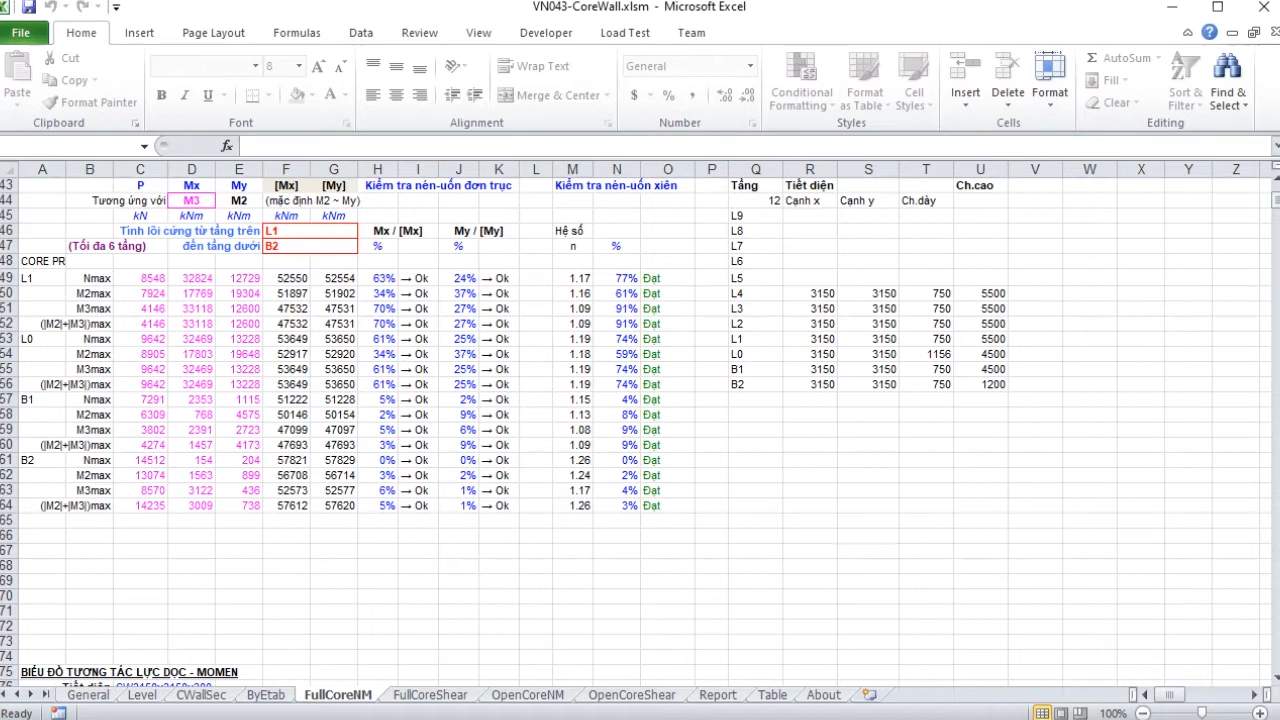 VN043-CoreWall.xlsm - Microsoft Excel
File Home Insert Page Layout Formulas Data Review View Developer Load Test Team
Paste Cut Copy Format Painter Clipboard
8 B I U A Font
Wrap Text Merge & Center Alignment
General $ % , Number
Conditional Formatting Format as Table Cell Styles Styles
Insert Delete Format Cells
AutoSum Fill Clear Sort & Filter Find & Select Editing
fx
A B C D E F G H I J K L M N O P Q R S T U V W X Y Z
43 P Mx My [Mx] [My] Kiểm tra nén-uốn đơn trục Kiểm tra nén-uốn xiên Tầng Tiết diện Ch.cao
44 Tương ứng với M3 M2 (mặc định M2 ~ My) 12 Cạnh x Cạnh y Ch.dày
45 kN kNm kNm kNm kNm L9
46 Tính lõi cứng từ tầng trên L1 Mx / [Mx] My / [My] Hệ số L8
47 (Tối đa 6 tầng) đến tầng dưới B2 % % n % L7
48 CORE PR L6
49 L1 Nmax 8548 32824 12729 52550 52554 63% → Ok 24% → Ok 1.17 77% Đạt L5
50 M2max 7924 17769 19304 51897 51902 34% → Ok 37% → Ok 1.16 61% Đạt L4 3150 3150 750 5500
51 M3max 4146 33118 12600 47532 47531 70% → Ok 27% → Ok 1.09 91% Đạt L3 3150 3150 750 5500
52 (|M2|+|M3|)max 4146 33118 12600 47532 47531 70% → Ok 27% → Ok 1.09 91% Đạt L2 3150 3150 750 5500
53 L0 Nmax 9642 32469 13228 53649 53650 61% → Ok 25% → Ok 1.19 74% Đạt L1 3150 3150 750 5500
54 M2max 8905 17803 19648 52917 52920 34% → Ok 37% → Ok 1.18 59% Đạt L0 3150 3150 1156 4500
55 M3max 9642 32469 13228 53649 53650 61% → Ok 25% → Ok 1.19 74% Đạt B1 3150 3150 750 4500
56 (|M2|+|M3|)max 9642 32469 13228 53649 53650 61% → Ok 25% → Ok 1.19 74% Đạt B2 3150 3150 750 1200
57 B1 Nmax 7291 2353 1115 51222 51228 5% → Ok 2% → Ok 1.15 4% Đạt
58 M2max 6309 768 4575 50146 50154 2% → Ok 9% → Ok 1.13 8% Đạt
59 M3max 3802 2391 2723 47099 47097 5% → Ok 6% → Ok 1.08 9% Đạt
60 (|M2|+|M3|)max 4274 1457 4173 47693 47693 3% → Ok 9% → Ok 1.09 9% Đạt
61 B2 Nmax 14512 154 204 57821 57829 0% → Ok 0% → Ok 1.26 0% Đạt
62 M2max 13074 1563 899 56708 56714 3% → Ok 2% → Ok 1.24 2% Đạt
63 M3max 8570 3122 436 52573 52577 6% → Ok 1% → Ok 1.17 4% Đạt
64 (|M2|+|M3|)max 14235 3009 738 57612 57620 5% → Ok 1% → Ok 1.26 3% Đạt
65
66
67
68
69
70
71
72
73
74
75 BIỂU ĐỒ TƯƠNG TÁC LỰC DỌC - MOMEN
General Level CWallSec ByEtab FullCoreNM FullCoreShear OpenCoreNM OpenCoreShear Report Table About
Ready 100%